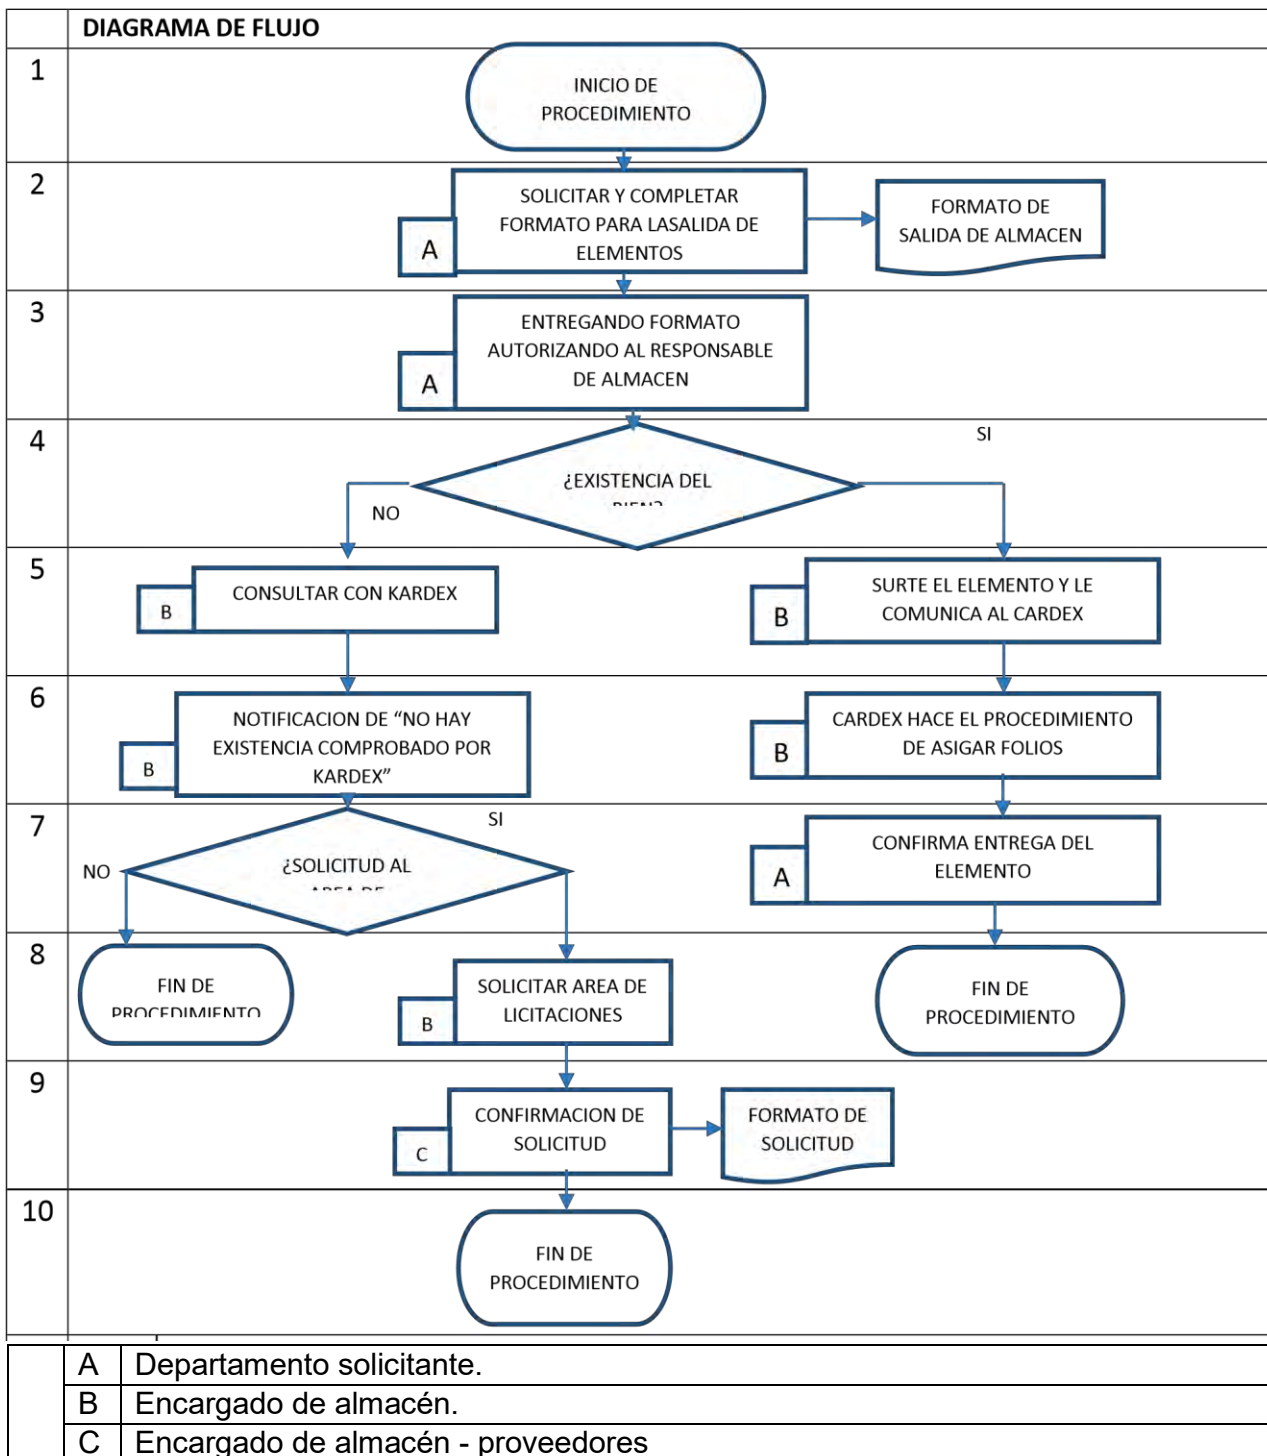 DIAGRAMA DE FLUJO
1
INICIO DE
PROCEDIMIENTO
2
SOLICITAR Y COMPLETAR
FORMATO PARA LASALIDA DE
ELEMENTOS
A
FORMATO DE
SALIDA DE ALMACEN
3
ENTREGANDO FORMATO
AUTORIZANDO AL RESPONSABLE
DE ALMACEN
A
4
SI
¿EXISTENCIA DEL
BIEN?
NO
5
CONSULTAR CON KARDEX
B
SURTE EL ELEMENTO Y LE
COMUNICA AL CARDEX
B
6
NOTIFICACION DE “NO HAY
EXISTENCIA COMPROBADO POR
KARDEX”
B
CARDEX HACE EL PROCEDIMIENTO
DE ASIGAR FOLIOS
B
7
SI
NO
¿SOLICITUD AL
AREA DE
CONFIRMA ENTREGA DEL
ELEMENTO
A
8
FIN DE
PROCEDIMIENTO
SOLICITAR AREA DE
LICITACIONES
B
FIN DE
PROCEDIMIENTO
9
CONFIRMACION DE
SOLICITUD
C
FORMATO DE
SOLICITUD
10
FIN DE
PROCEDIMIENTO
A Departamento solicitante.
B Encargado de almacén.
C Encargado de almacén - proveedores